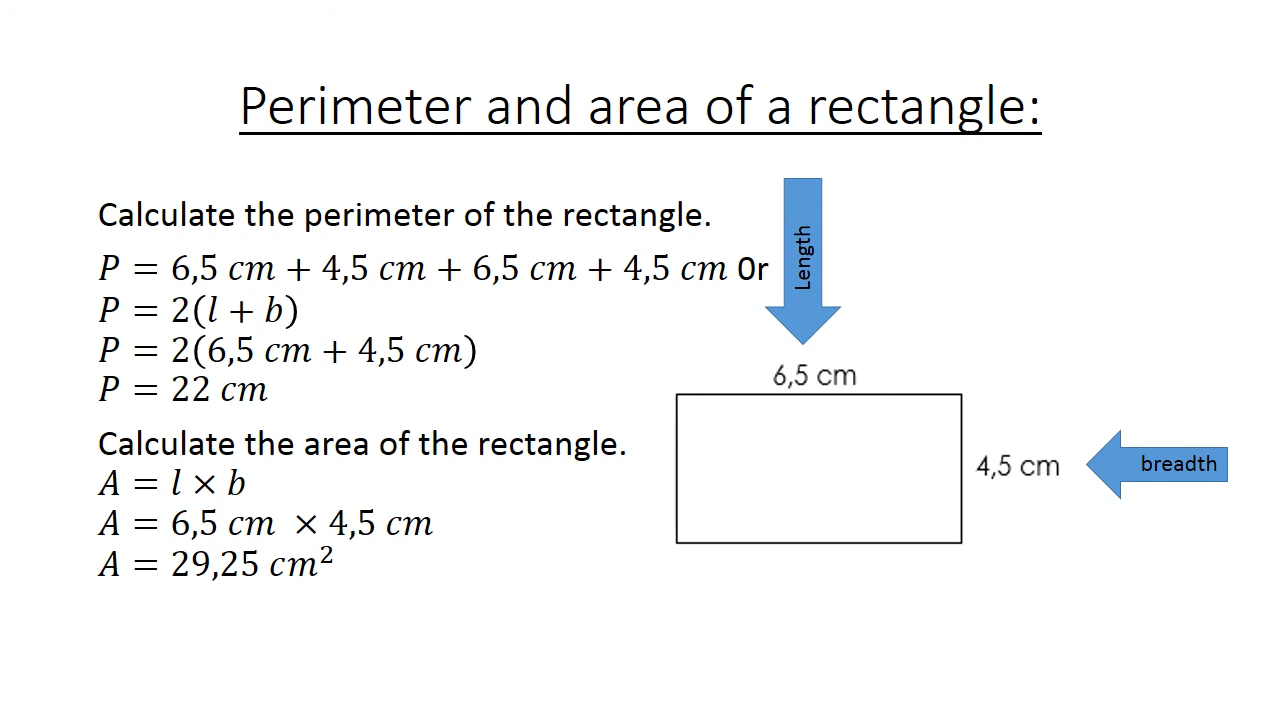 Perimeter and area of a rectangle:
Calculate the perimeter of the rectangle.
P = 6,5 cm + 4,5 cm + 6,5 cm + 4,5 cm 0r
P = 2(l + b)
P = 2(6,5 cm + 4,5 cm)
P = 22 cm
Calculate the area of the rectangle.
A = l × b
A = 6,5 cm × 4,5 cm
A = 29,25 cm²
Length
6,5 cm
4,5 cm
breadth